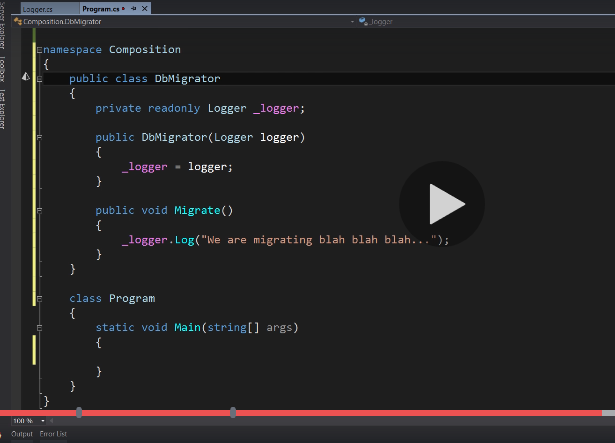 Logger.cs
Program.cs
Composition.DbMigrator
_logger
Server Explorer
Toolbox
Test Explorer
namespace Composition
{
public class DbMigrator
{
private readonly Logger _logger;
public DbMigrator(Logger logger)
{
_logger = logger;
}
public void Migrate()
{
_logger.Log("We are migrating blah blah blah...");
}
}
class Program
{
static void Main(string[] args)
{
}
}
}
100 %
Output Error List